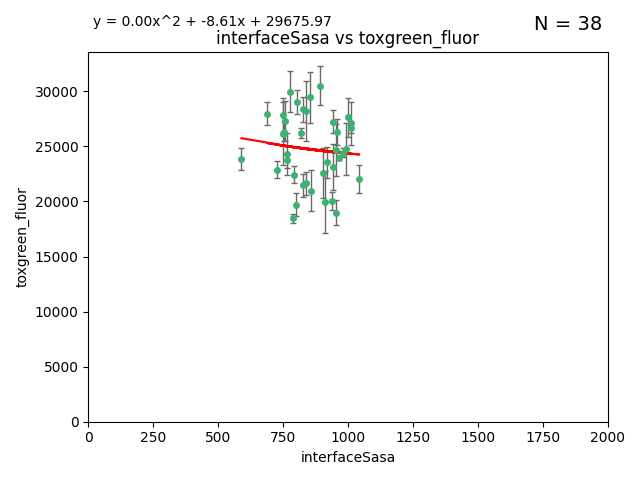 y = 0.00x^2 + -8.61x + 29675.97
N = 38
interfaceSasa vs toxgreen_fluor
30000
25000
20000
15000
10000
5000
0
toxgreen_fluor
0 250 500 750 1000 1250 1500 1750 2000
interfaceSasa